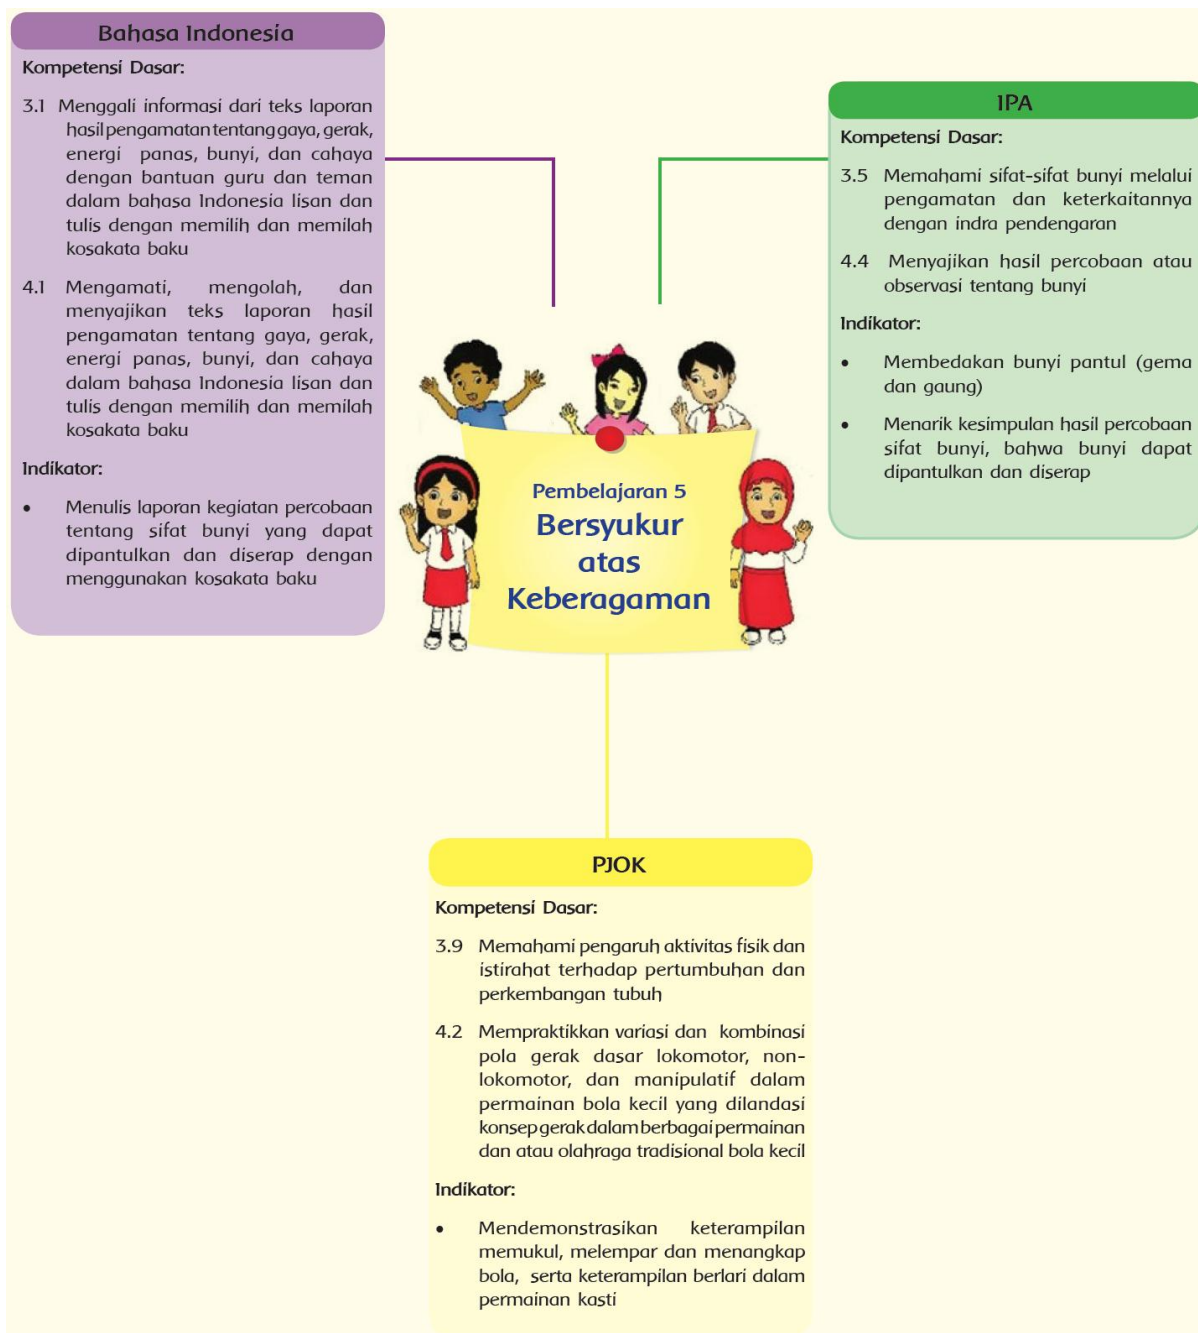 Bahasa Indonesia
Kompetensi Dasar:
3.1 Menggali informasi dari teks laporan
hasil pengamatan tentang gaya, gerak,
energi panas, bunyi, dan cahaya
dengan bantuan guru dan teman
dalam bahasa Indonesia lisan dan
tulis dengan memilih dan memilah
kosakata baku
4.1 Mengamati, mengolah, dan
menyajikan teks laporan hasil
pengamatan tentang gaya, gerak,
energi panas, bunyi, dan cahaya
dalam bahasa Indonesia lisan dan
tulis dengan memilih dan memilah
kosakata baku
Indikator:
• Menulis laporan kegiatan percobaan
tentang sifat bunyi yang dapat
dipantulkan dan diserap dengan
menggunakan kosakata baku
IPA
Kompetensi Dasar:
3.5 Memahami sifat-sifat bunyi melalui
pengamatan dan keterkaitannya
dengan indra pendengaran
4.4 Menyajikan hasil percobaan atau
observasi tentang bunyi
Indikator:
• Membedakan bunyi pantul (gema
dan gaung)
• Menarik kesimpulan hasil percobaan
sifat bunyi, bahwa bunyi dapat
dipantulkan dan diserap
Pembelajaran 5
Bersyukur
atas
Keberagaman
PJOK
Kompetensi Dasar:
3.9 Memahami pengaruh aktivitas fisik dan
istirahat terhadap pertumbuhan dan
perkembangan tubuh
4.2 Mempraktikkan variasi dan kombinasi
pola gerak dasar lokomotor, non-
lokomotor, dan manipulatif dalam
permainan bola kecil yang dilandasi
konsep gerak dalam berbagai permainan
dan atau olahraga tradisional bola kecil
Indikator:
• Mendemonstrasikan keterampilan
memukul, melempar dan menangkap
bola, serta keterampilan berlari dalam
permainan kasti